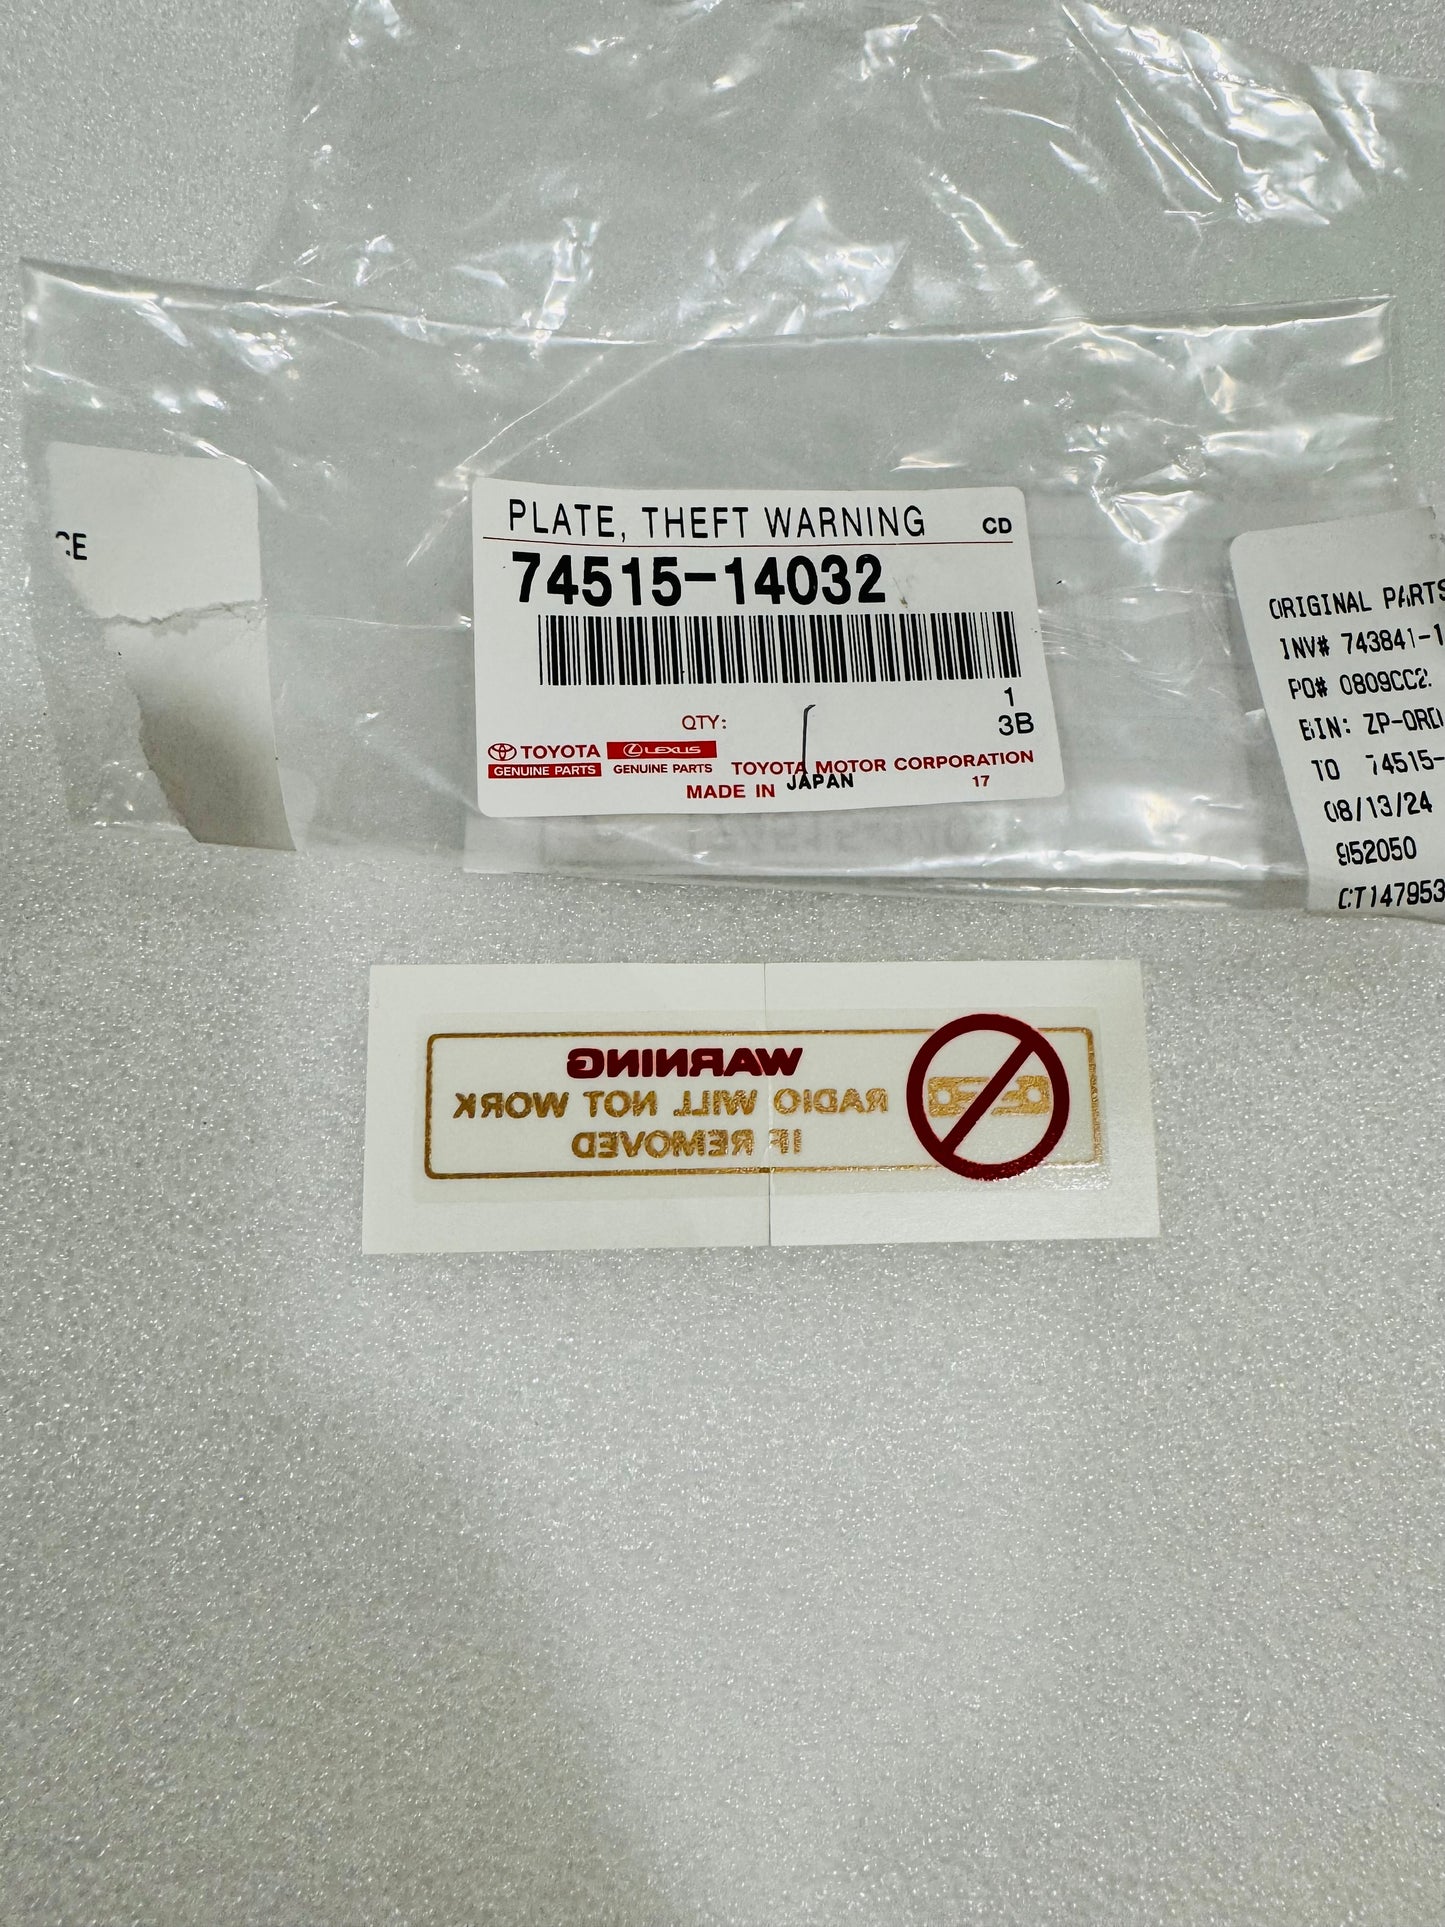 PLATE, THEFT WARNING CD
74515-14032
1
QTY: 3B
TOYOTA LEXUS
GENUINE PARTS GENUINE PARTS TOYOTA MOTOR CORPORATION
MADE IN JAPAN 17
ORIGINAL PARTS
INV# 743841-1
PO# 0809CC2
BIN: ZP-ORD
TO 74515-
08/13/24
952050
CT147953
WARNING
RADIO WILL NOT WORK
IF REMOVED